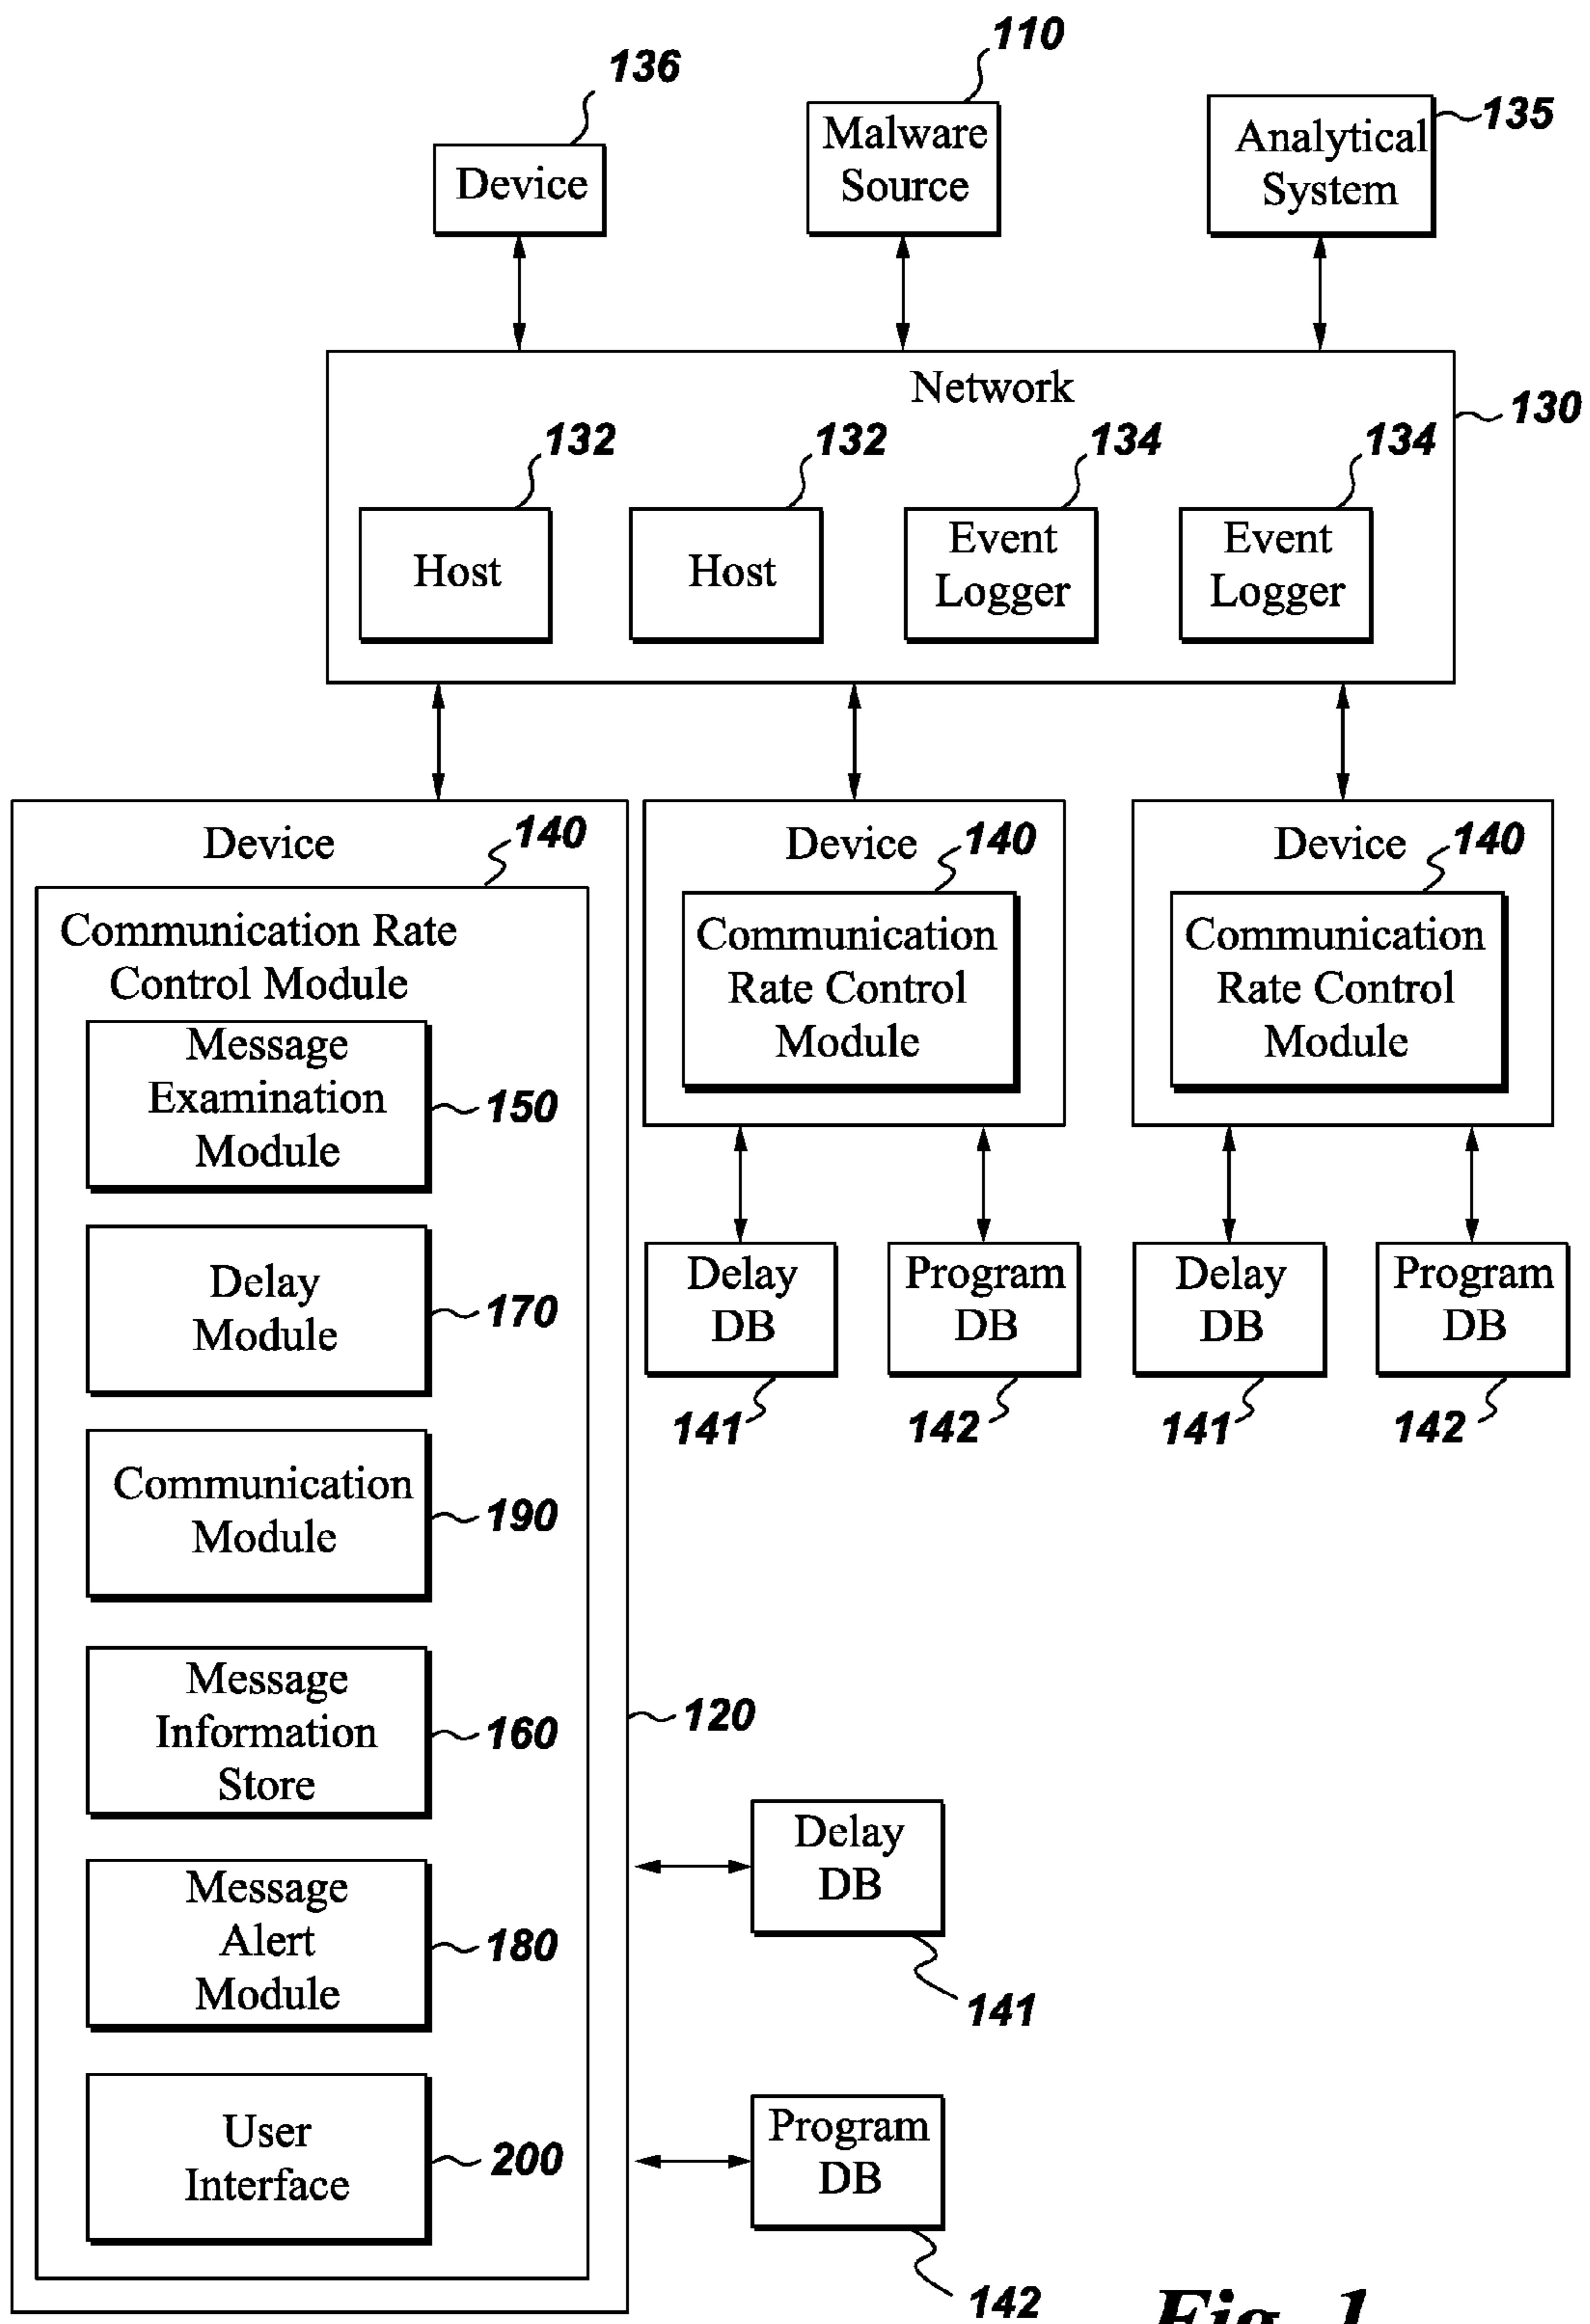 136
110
135
Device
Malware
Source
Analytical
System
Network
130
132
132
134
134
Host
Host
Event
Logger
Event
Logger
Device
140
Communication Rate
Control Module
Message
Examination
Module
150
Delay
Module
170
Communication
Module
190
Message
Information
Store
160
Message
Alert
Module
180
User
Interface
200
120
Device
140
Communication
Rate Control
Module
Device
140
Communication
Rate Control
Module
Delay
DB
141
Program
DB
142
Delay
DB
141
Program
DB
142
Delay
DB
141
Program
DB
142
Fig. 1